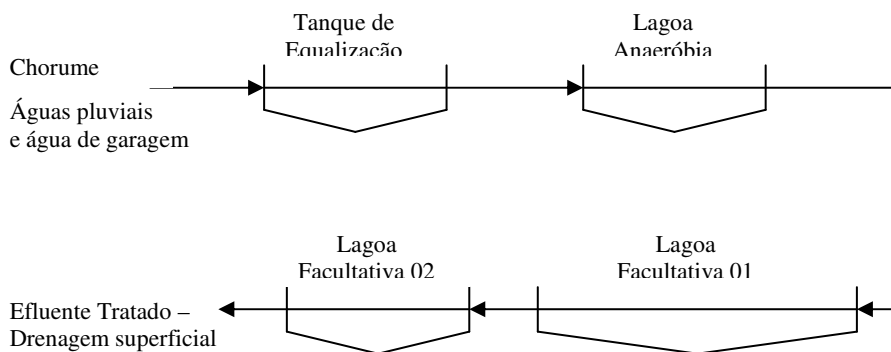 Tanque de
Equalização
Lagoa
Anaeróbia
Chorume
Águas pluviais
e água de garagem
Lagoa
Facultativa 02
Lagoa
Facultativa 01
Efluente Tratado –
Drenagem superficial